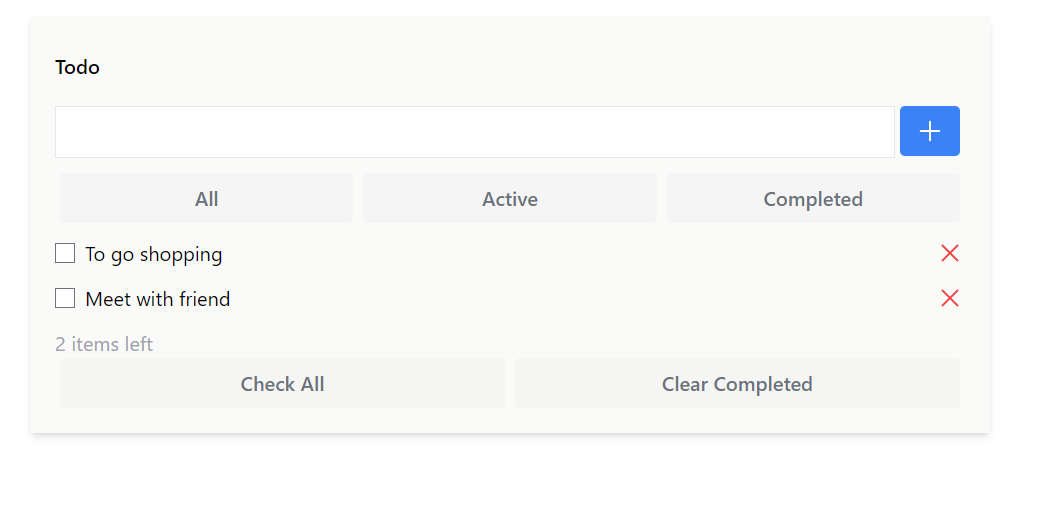 Todo
All Active Completed
To go shopping
Meet with friend
2 items left
Check All Clear Completed